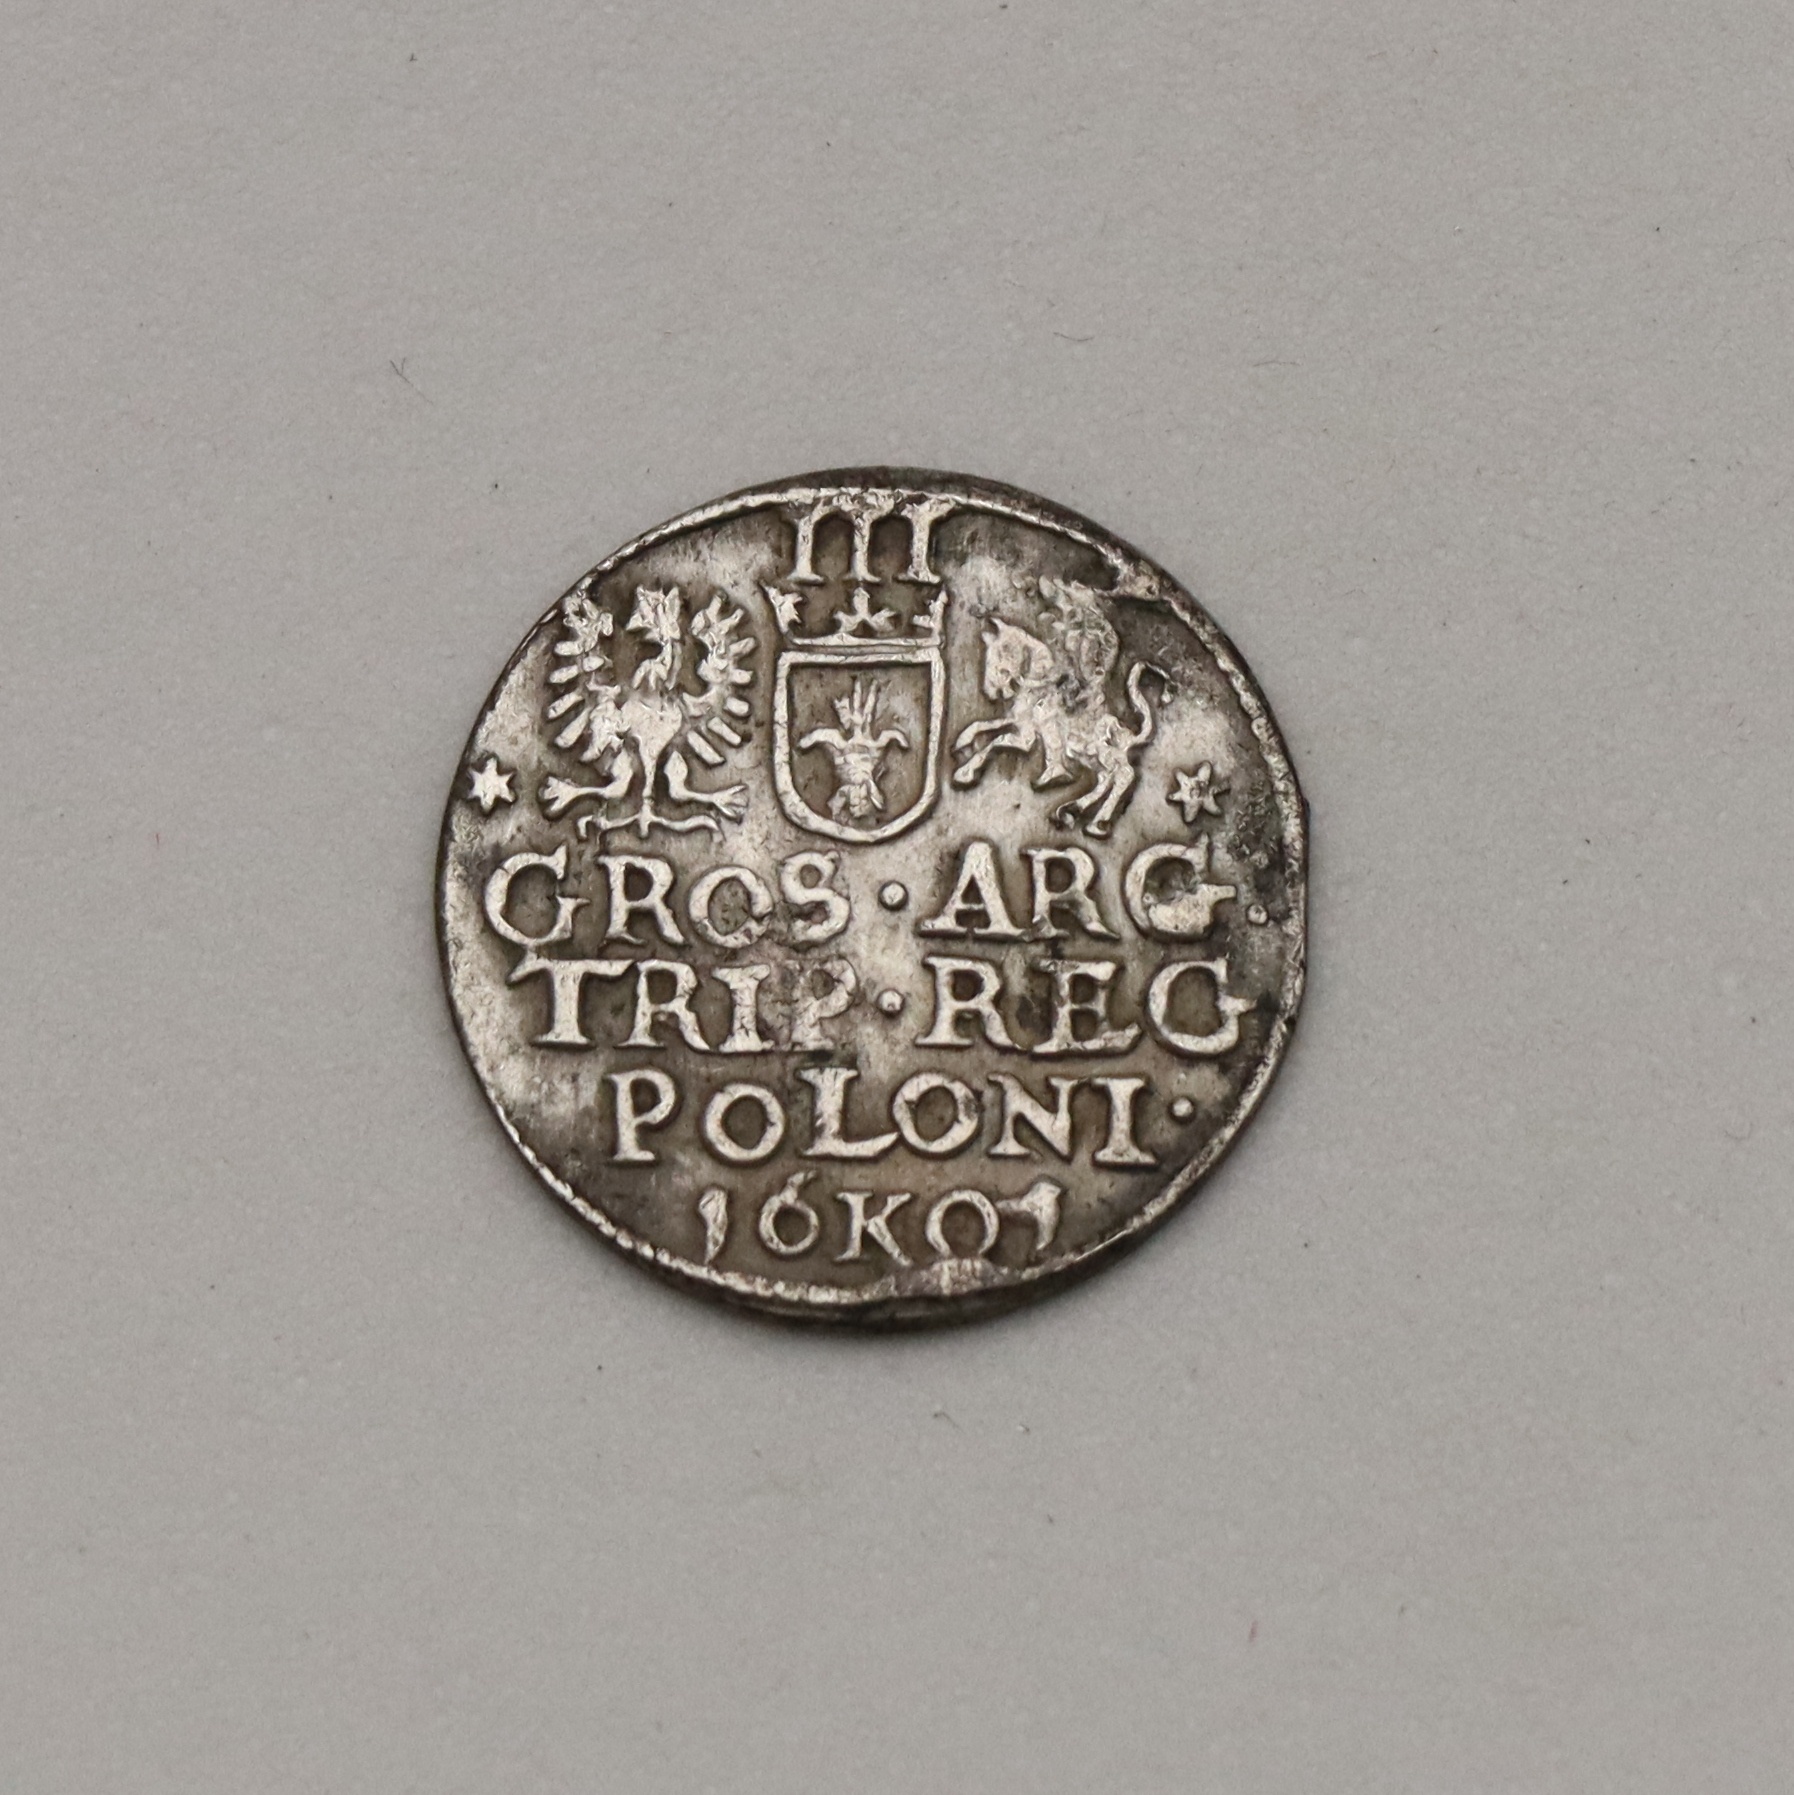 III
GROS · ARG ·
TRIP · REG
POLONI ·
16K01